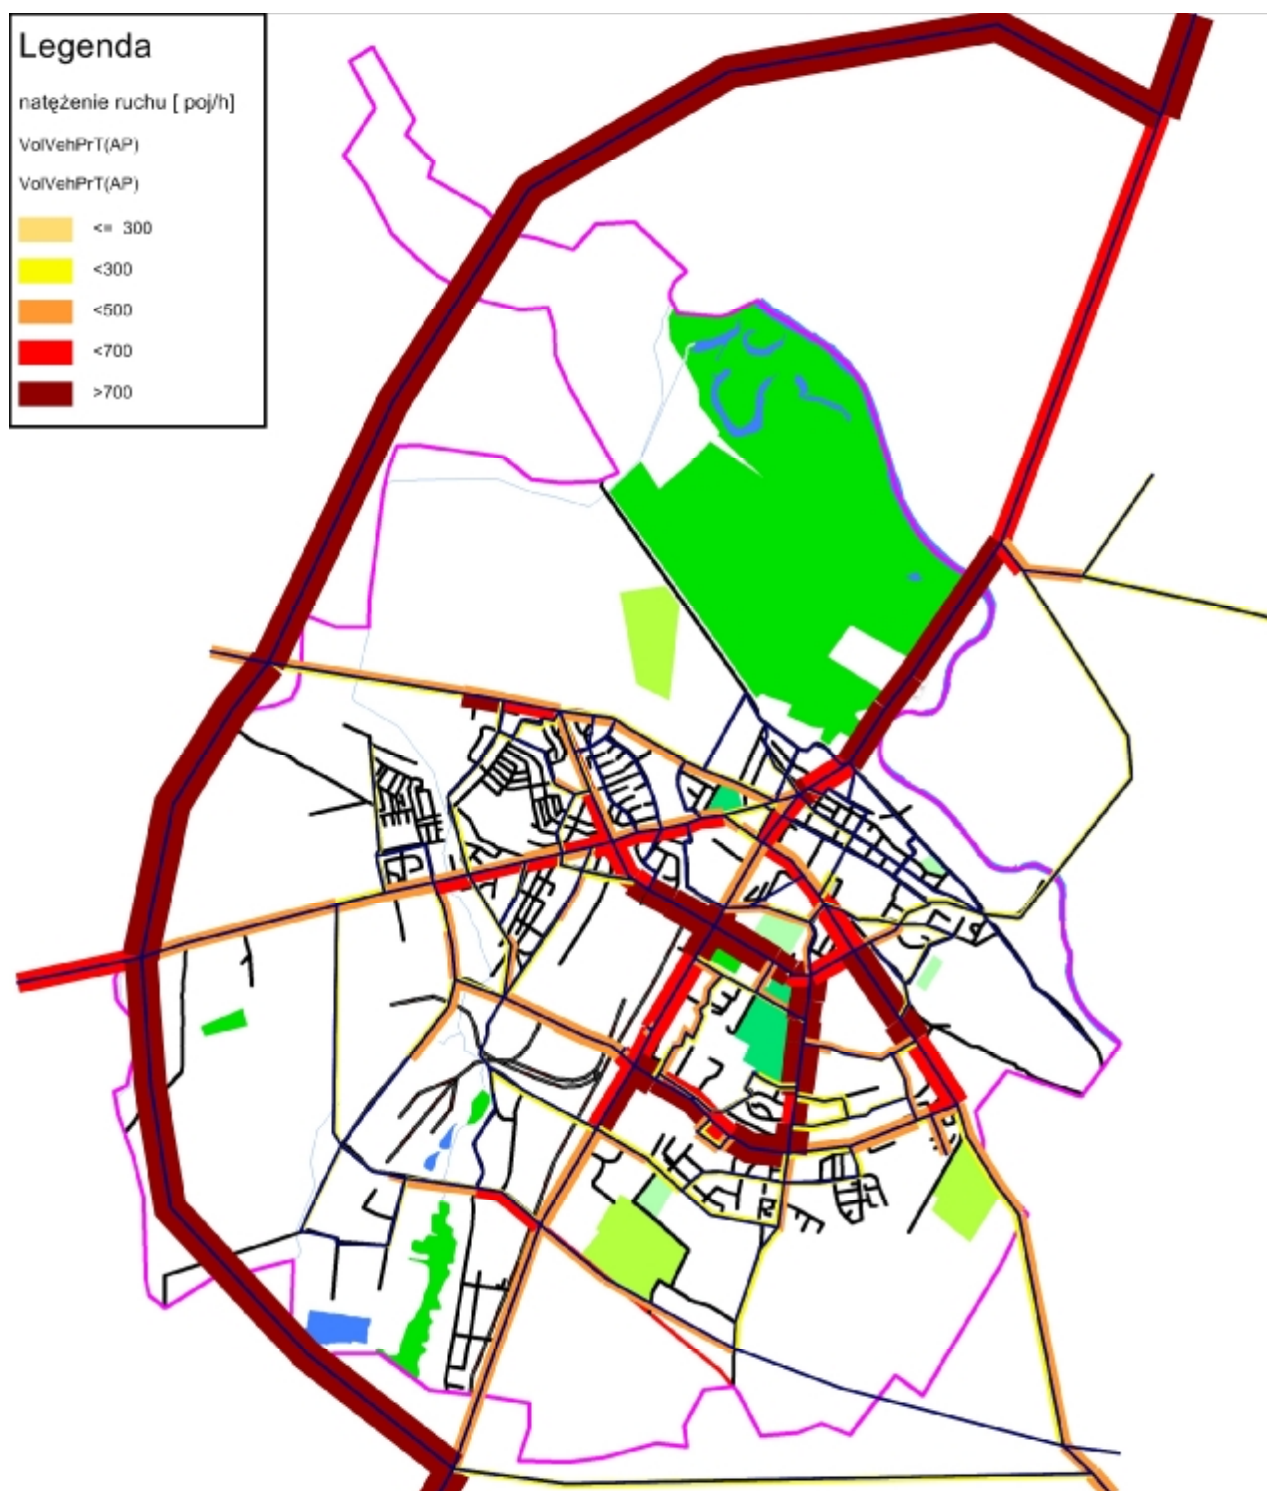 Legenda
natężenie ruchu [ poj/h]
VolVehPrT(AP)
VolVehPrT(AP)
<= 300
<300
<500
<700
>700